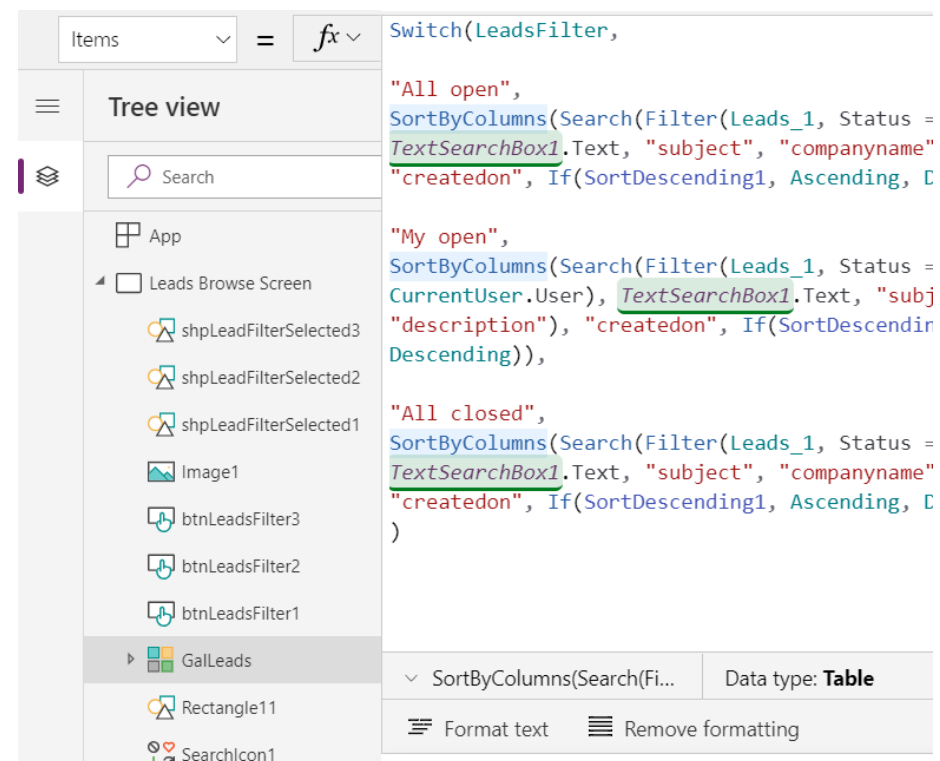 Items
=
fx
Switch(LeadsFilter,
"All open",
SortByColumns(Search(Filter(Leads_1, Status =
TextSearchBox1.Text, "subject", "companyname"
"createdon", If(SortDescending1, Ascending, D
"My open",
SortByColumns(Search(Filter(Leads_1, Status =
CurrentUser.User), TextSearchBox1.Text, "subj
"description"), "createdon", If(SortDescendin
Descending)),
"All closed",
SortByColumns(Search(Filter(Leads_1, Status =
TextSearchBox1.Text, "subject", "companyname"
"createdon", If(SortDescending1, Ascending, D
)
SortByColumns(Search(Fi...
Data type: Table
Format text
Remove formatting
Tree view
Search
App
Leads Browse Screen
shpLeadFilterSelected3
shpLeadFilterSelected2
shpLeadFilterSelected1
Image1
btnLeadsFilter3
btnLeadsFilter2
btnLeadsFilter1
GalLeads
Rectangle11
SearchIcon1